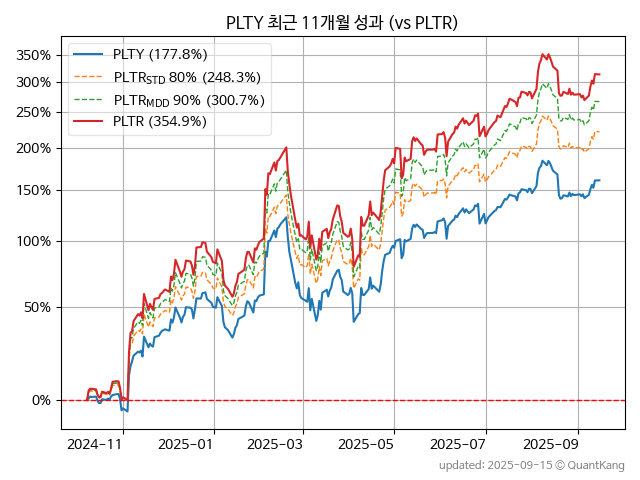 PLTY 최근 11개월 성과 (vs PLTR)
PLTY (177.8%)
PLTR_STD 80% (248.3%)
PLTR_MDD 90% (300.7%)
PLTR (354.9%)
350%
300%
250%
200%
150%
100%
50%
0%
2024-11 2025-01 2025-03 2025-05 2025-07 2025-09
updated: 2025-09-15 © QuantKang